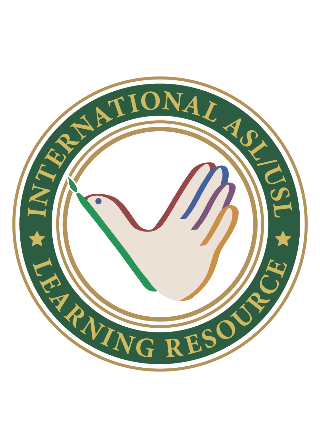 INTERNATIONAL ASL/USL
LEARNING RESOURCE